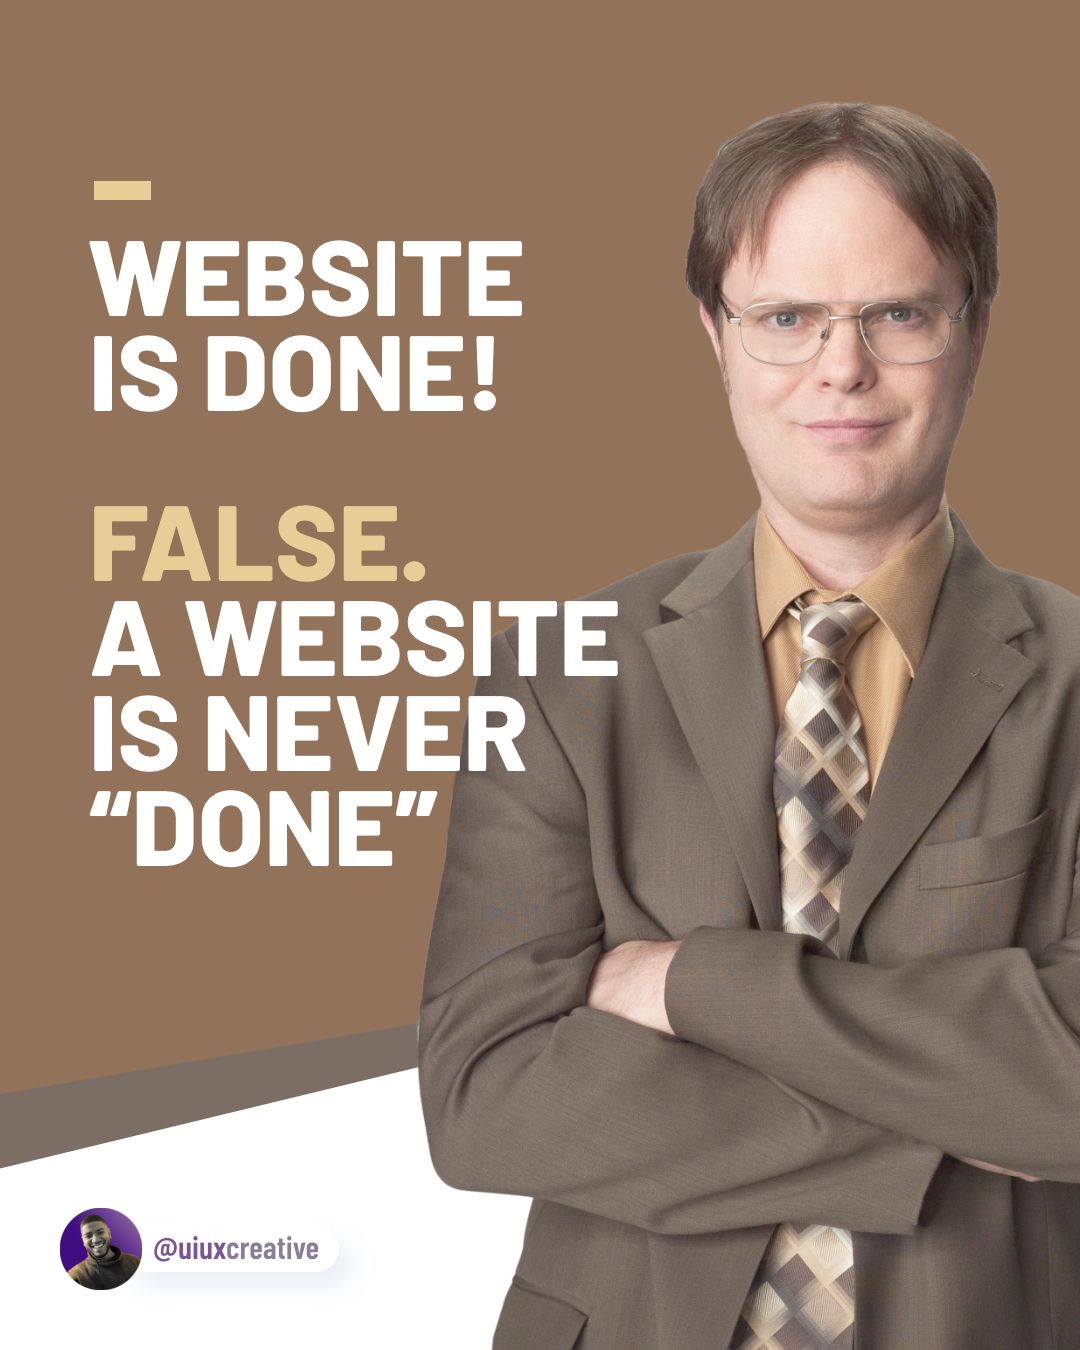 WEBSITE
IS DONE!
FALSE.
A WEBSITE
IS NEVER
“DONE”
@uiuxcreative